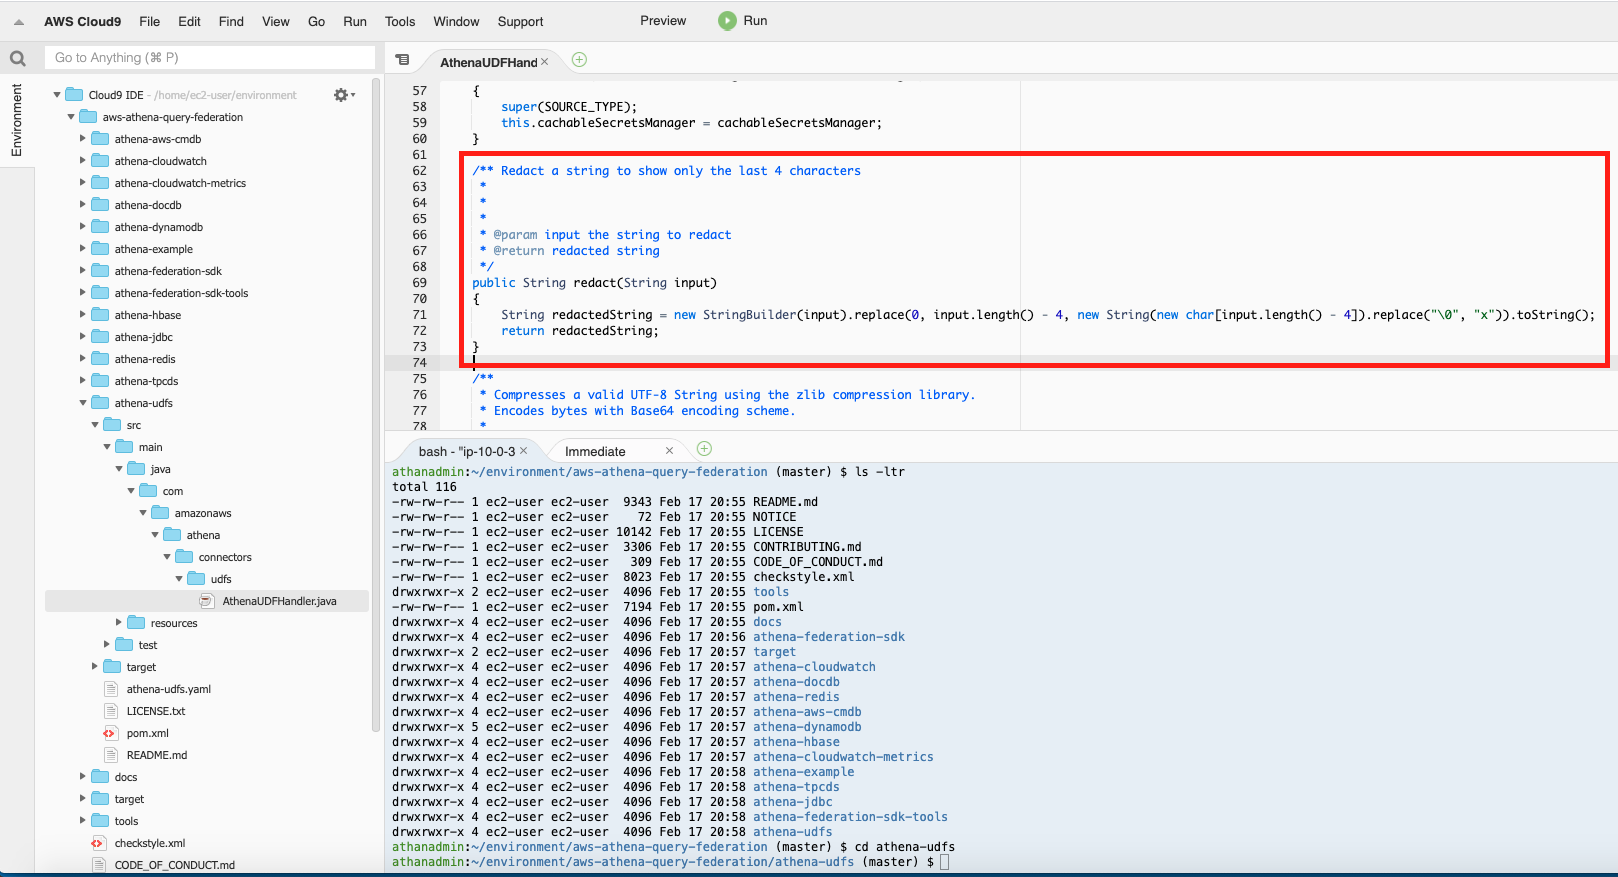 AWS Cloud9 File Edit Find View Go Run Tools Window Support Preview Run
Go to Anything (⌘ P)
Environment
Cloud9 IDE - /home/ec2-user/environment
aws-athena-query-federation
athena-aws-cmdb
athena-cloudwatch
athena-cloudwatch-metrics
athena-docdb
athena-dynamodb
athena-example
athena-federation-sdk
athena-federation-sdk-tools
athena-hbase
athena-jdbc
athena-redis
athena-tpcds
athena-udfs
src
main
java
com
amazonaws
athena
connectors
udfs
AthenaUDFHandler.java
resources
test
target
athena-udfs.yaml
LICENSE.txt
pom.xml
README.md
docs
target
tools
checkstyle.xml
CODE_OF_CONDUCT.md
AthenaUDFHand
57 {
58 super(SOURCE_TYPE);
59 this.cachableSecretsManager = cachableSecretsManager;
60 }
61
62 /** Redact a string to show only the last 4 characters
63 *
64 *
65 *
66 * @param input the string to redact
67 * @return redacted string
68 */
69 public String redact(String input)
70 {
71 String redactedString = new StringBuilder(input).replace(0, input.length() - 4, new String(new char[input.length() - 4]).replace("\0", "x")).toString();
72 return redactedString;
73 }
74
75 /**
76 * Compresses a valid UTF-8 String using the zlib compression library.
77 * Encodes bytes with Base64 encoding scheme.
78 *
bash - "ip-10-0-3 Immediate
athanadmin:~/environment/aws-athena-query-federation (master) $ ls -ltr
total 116
-rw-rw-r-- 1 ec2-user ec2-user 9343 Feb 17 20:55 README.md
-rw-rw-r-- 1 ec2-user ec2-user 72 Feb 17 20:55 NOTICE
-rw-rw-r-- 1 ec2-user ec2-user 10142 Feb 17 20:55 LICENSE
-rw-rw-r-- 1 ec2-user ec2-user 3306 Feb 17 20:55 CONTRIBUTING.md
-rw-rw-r-- 1 ec2-user ec2-user 309 Feb 17 20:55 CODE_OF_CONDUCT.md
-rw-rw-r-- 1 ec2-user ec2-user 8023 Feb 17 20:55 checkstyle.xml
drwxrwxr-x 2 ec2-user ec2-user 4096 Feb 17 20:55 tools
-rw-rw-r-- 1 ec2-user ec2-user 7194 Feb 17 20:55 pom.xml
drwxrwxr-x 4 ec2-user ec2-user 4096 Feb 17 20:55 docs
drwxrwxr-x 4 ec2-user ec2-user 4096 Feb 17 20:56 athena-federation-sdk
drwxrwxr-x 2 ec2-user ec2-user 4096 Feb 17 20:57 target
drwxrwxr-x 4 ec2-user ec2-user 4096 Feb 17 20:57 athena-cloudwatch
drwxrwxr-x 4 ec2-user ec2-user 4096 Feb 17 20:57 athena-docdb
drwxrwxr-x 4 ec2-user ec2-user 4096 Feb 17 20:57 athena-redis
drwxrwxr-x 4 ec2-user ec2-user 4096 Feb 17 20:57 athena-aws-cmdb
drwxrwxr-x 5 ec2-user ec2-user 4096 Feb 17 20:57 athena-dynamodb
drwxrwxr-x 4 ec2-user ec2-user 4096 Feb 17 20:57 athena-hbase
drwxrwxr-x 4 ec2-user ec2-user 4096 Feb 17 20:57 athena-cloudwatch-metrics
drwxrwxr-x 4 ec2-user ec2-user 4096 Feb 17 20:58 athena-example
drwxrwxr-x 4 ec2-user ec2-user 4096 Feb 17 20:58 athena-tpcds
drwxrwxr-x 4 ec2-user ec2-user 4096 Feb 17 20:58 athena-jdbc
drwxrwxr-x 4 ec2-user ec2-user 4096 Feb 17 20:58 athena-federation-sdk-tools
drwxrwxr-x 4 ec2-user ec2-user 4096 Feb 17 20:58 athena-udfs
athanadmin:~/environment/aws-athena-query-federation (master) $ cd athena-udfs
athanadmin:~/environment/aws-athena-query-federation/athena-udfs (master) $